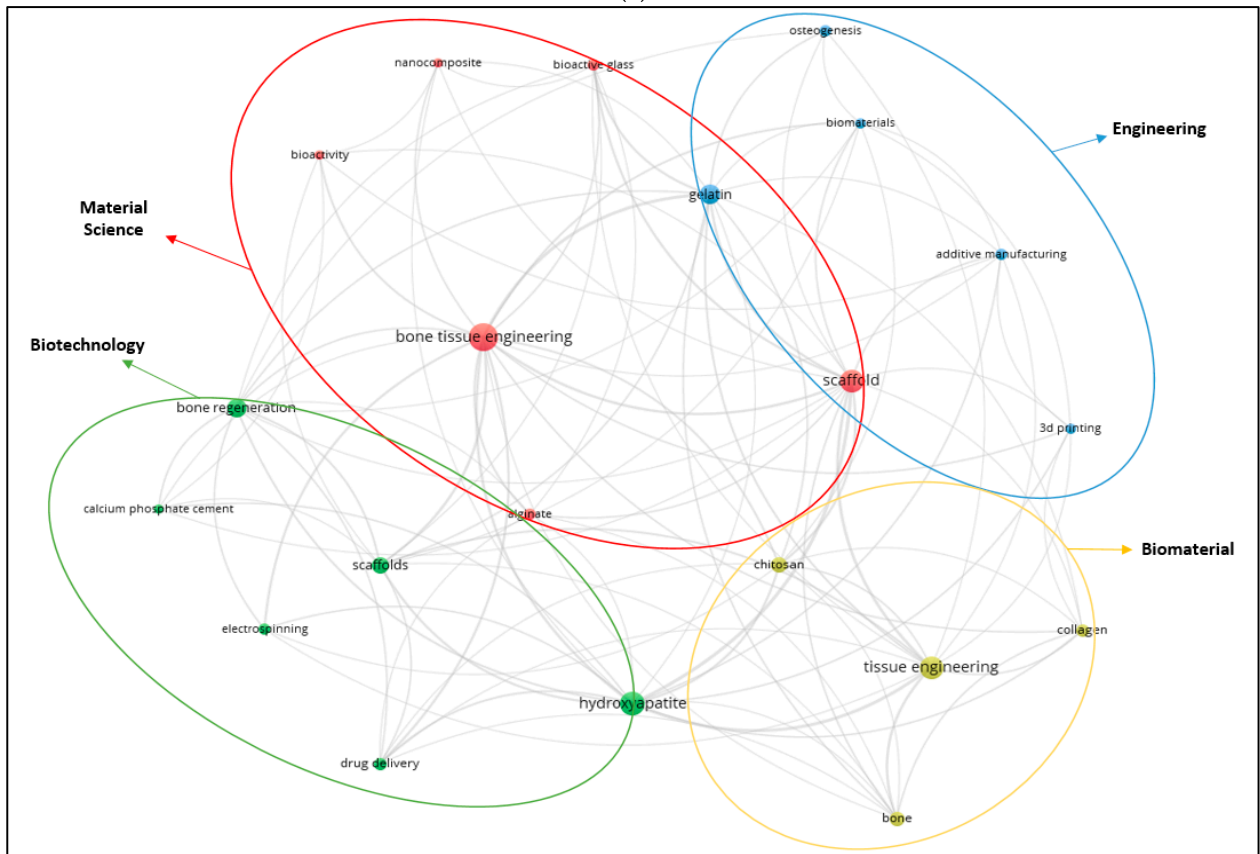 osteogenesis
nanocomposite
bioactive glass
biomaterials
Engineering
bioactivity
gelatin
Material
Science
additive manufacturing
bone tissue engineering
Biotechnology
scaffold
bone regeneration
3d printing
calcium phosphate cement
alginate
Biomaterial
scaffolds
chitosan
electrospinning
collagen
tissue engineering
hydroxyapatite
drug delivery
bone